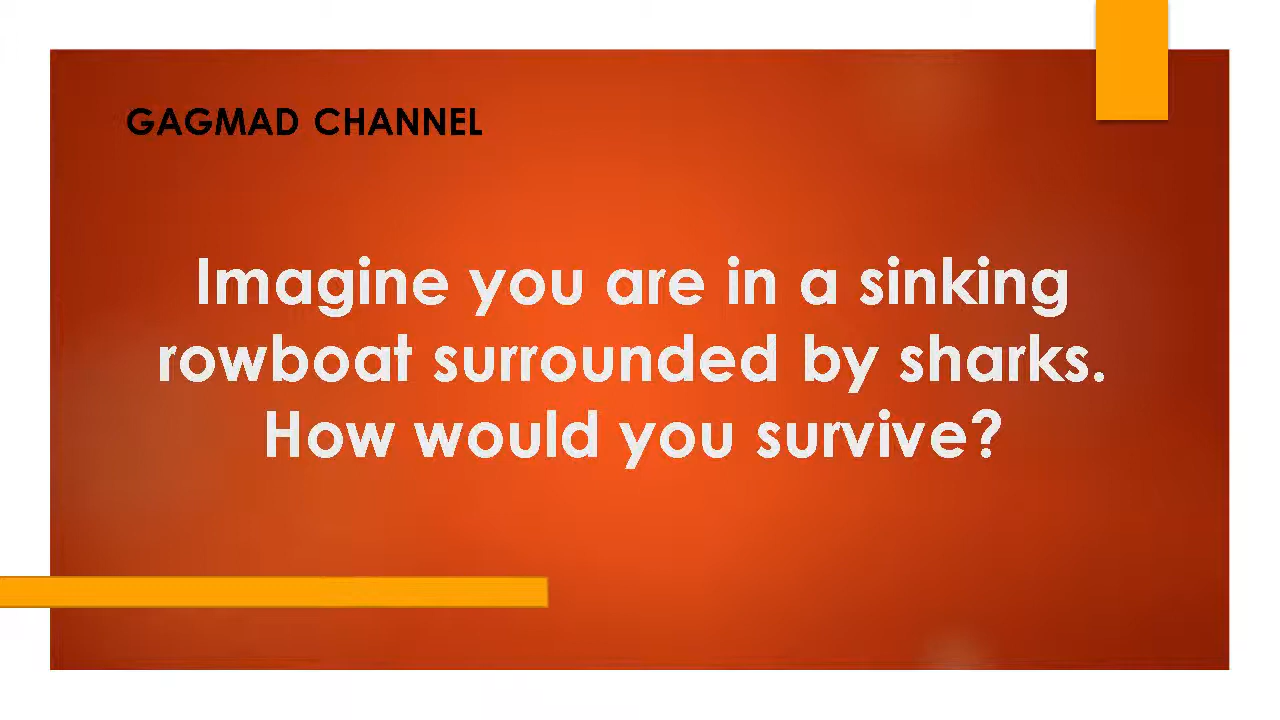 GAGMAD CHANNEL
Imagine you are in a sinking
rowboat surrounded by sharks.
How would you survive?